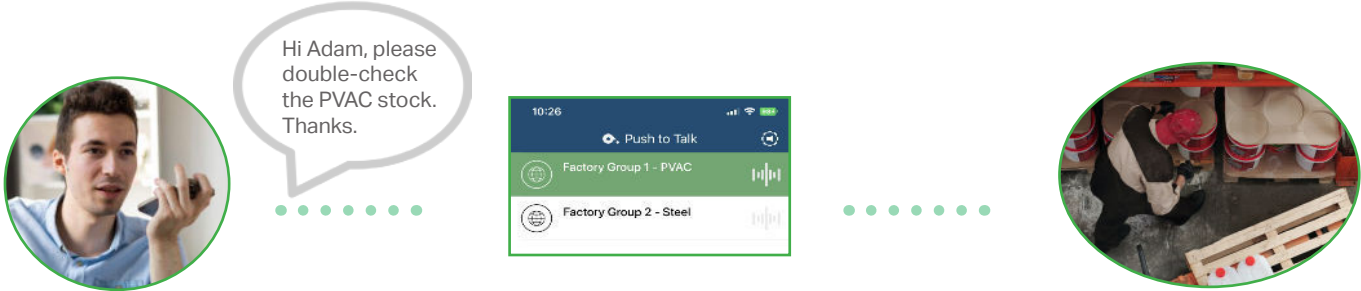 Hi Adam, please
double-check
the PVAC stock.
Thanks.
10:26
Push to Talk
Factory Group 1 - PVAC
Factory Group 2 - Steel